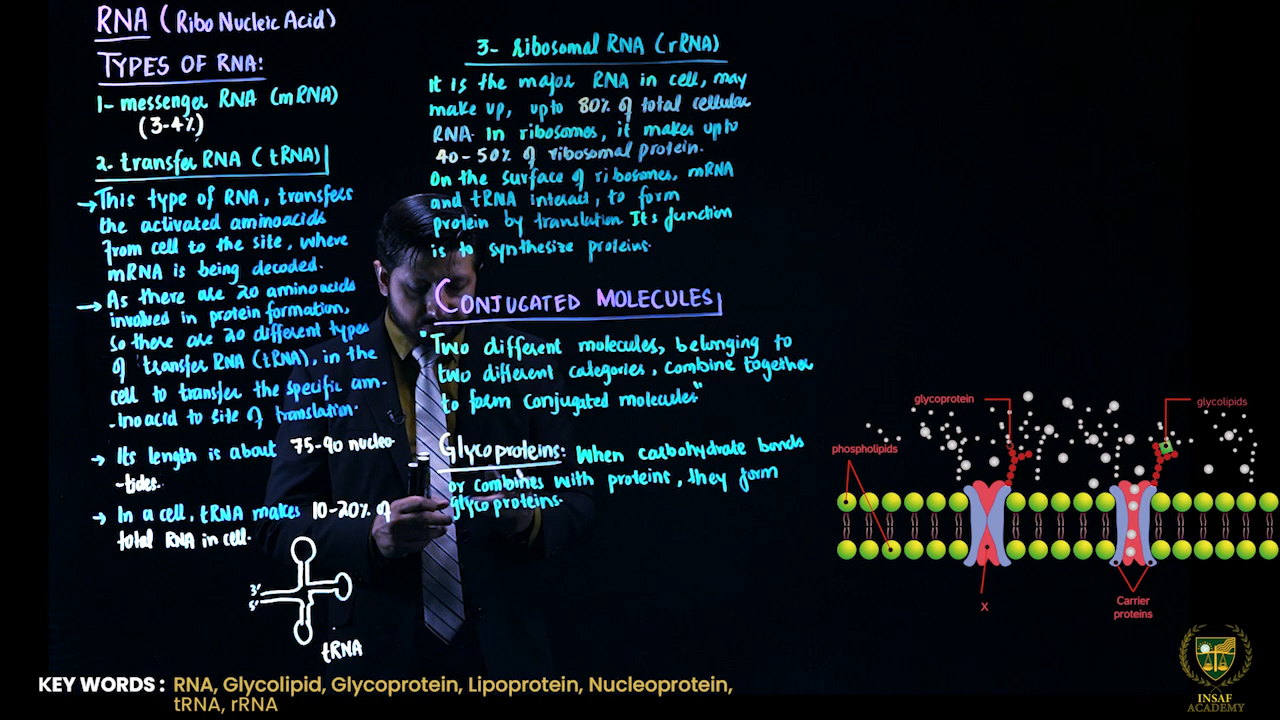 RNA (Ribo Nucleic Acid)
TYPES OF RNA:
1- messenger RNA (mRNA)
(3-4%)
2- transfer RNA (tRNA)
→ This type of RNA, transfers
the activated aminoacids
from cell to the site, where
mRNA is being decoded.
→ As there are 20 aminoacids
involved in protein formation,
so there are 20 different types
of transfer RNA (tRNA), in the
cell to transfer the specific am-
-inoacid to site of translation.
→ Its length is about 75-90 nucleo-
-tides.
→ In a cell, tRNA makes 10-20% of
total RNA in cell.
3'
5'
tRNA
3- Ribosomal RNA (rRNA)
It is the major RNA in cell, may
make up, upto 80% of total cellular
RNA. In ribosomes, it makes upto
40-50% of ribosomal protein.
On the surface of ribosomes, mRNA
and tRNA interact, to form
protein by translation. It's function
is to synthesize proteins.
CONJUGATED MOLECULES
"Two different molecules, belonging to
two different categories, combine together
to form conjugated molecules"
Glycoproteins: When carbohydrate bonds
or combines with proteins, they form
glycoproteins.
glycoprotein
glycolipids
phospholipids
X
Carrier
proteins
KEY WORDS : RNA, Glycolipid, Glycoprotein, Lipoprotein, Nucleoprotein,
tRNA, rRNA
INSAF
ACADEMY